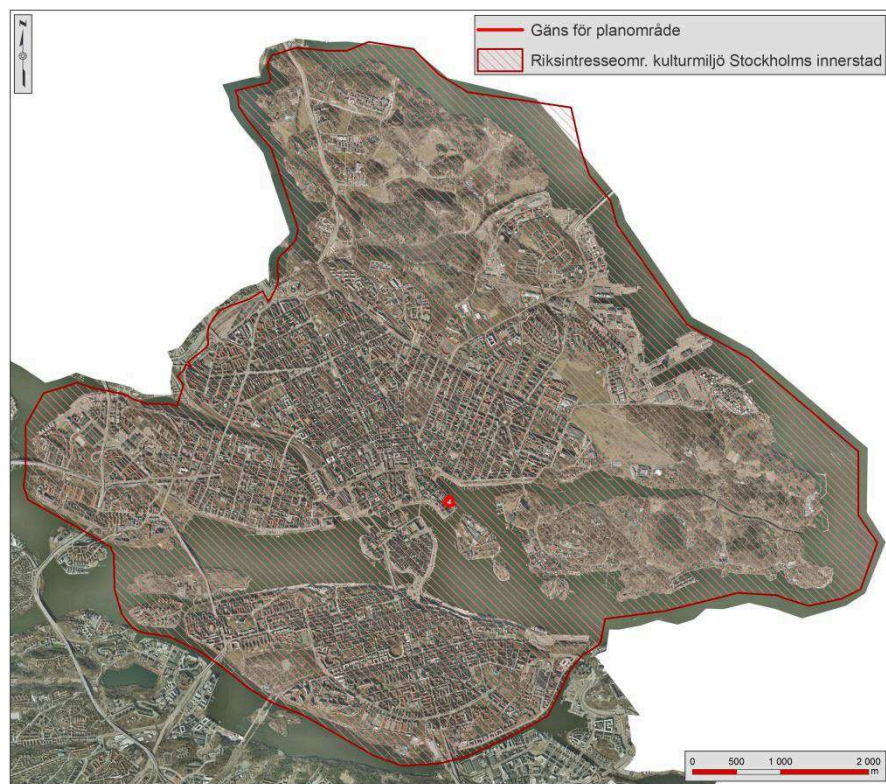 Gäns för planområde
Riksintresseomr. kulturmiljö Stockholms innerstad
N
0 500 1 000 2 000
m